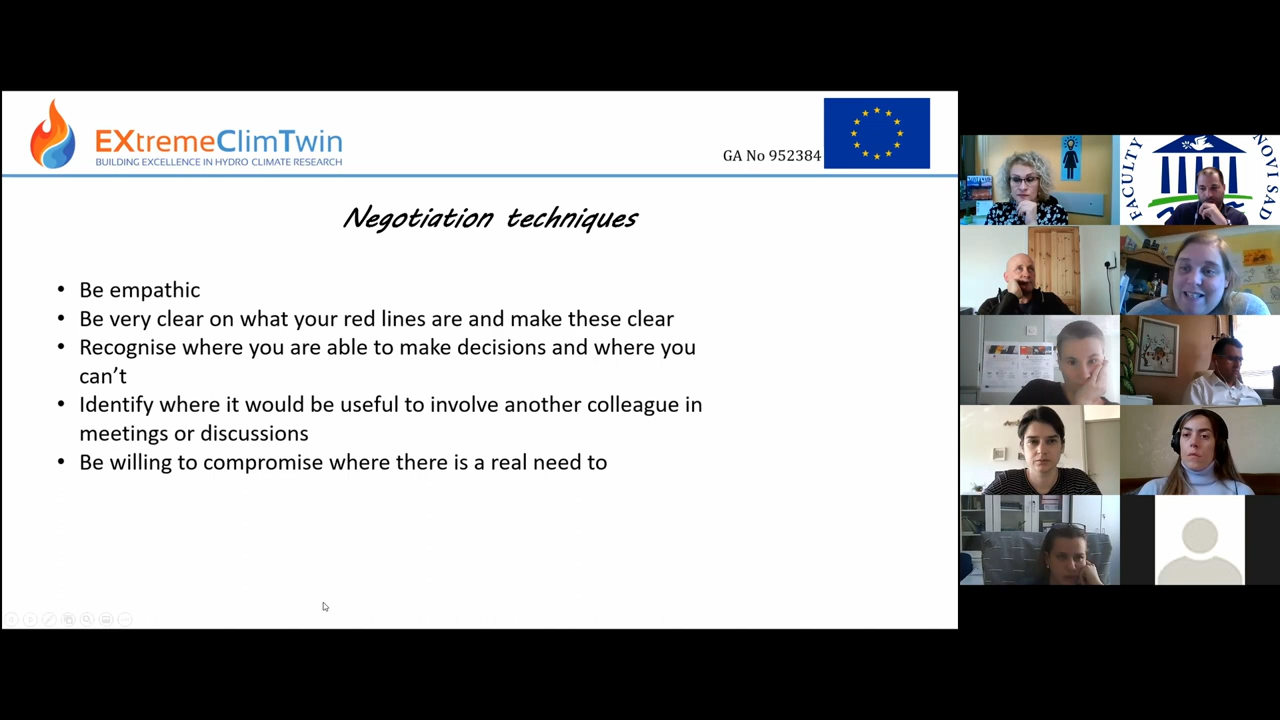 EXtremeClimTwin
BUILDING EXCELLENCE IN HYDRO CLIMATE RESEARCH
GA No 952384
Negotiation techniques
• Be empathic
• Be very clear on what your red lines are and make these clear
• Recognise where you are able to make decisions and where you
can’t
• Identify where it would be useful to involve another colleague in
meetings or discussions
• Be willing to compromise where there is a real need to
FACULTY
NOVI SAD